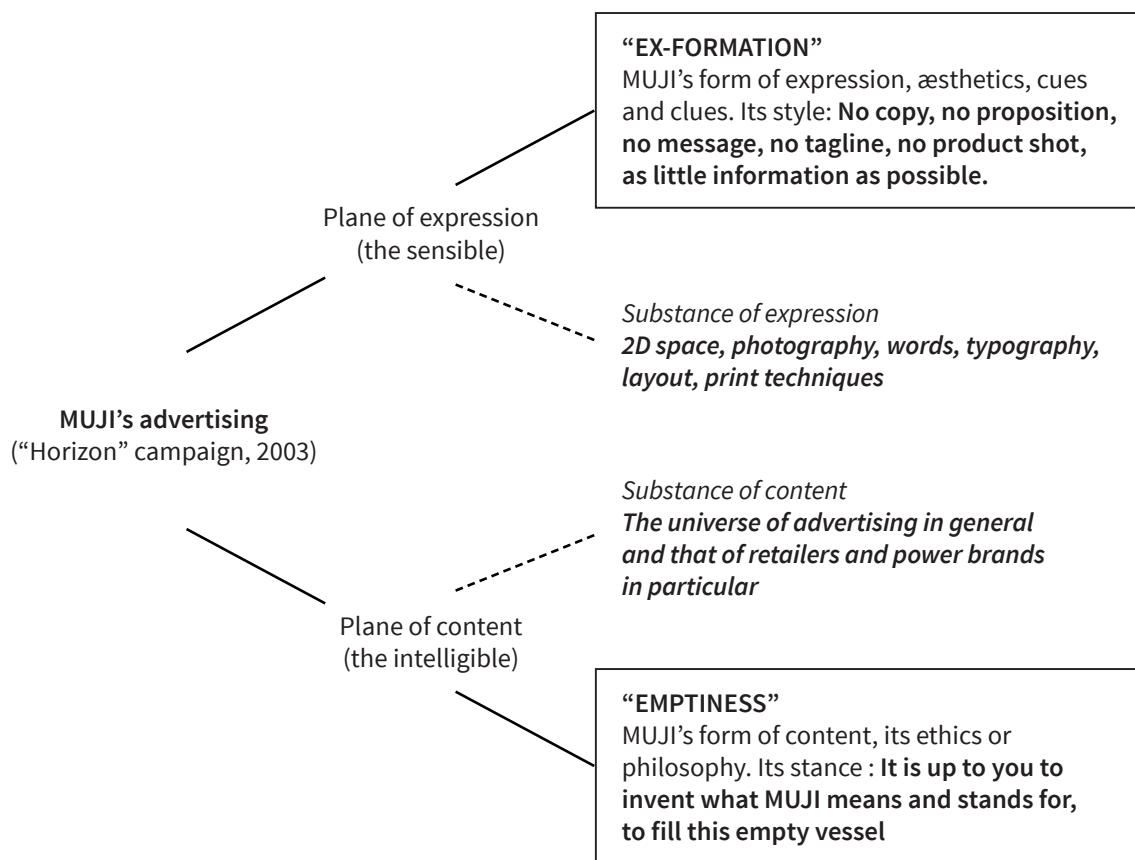 “EX-FORMATION”
MUJI’s form of expression, æsthetics, cues
and clues. Its style: No copy, no proposition,
no message, no tagline, no product shot,
as little information as possible.
Plane of expression
(the sensible)
Substance of expression
2D space, photography, words, typography,
layout, print techniques
MUJI’s advertising
(“Horizon” campaign, 2003)
Substance of content
The universe of advertising in general
and that of retailers and power brands
in particular
Plane of content
(the intelligible)
“EMPTINESS”
MUJI’s form of content, its ethics or
philosophy. Its stance : It is up to you to
invent what MUJI means and stands for,
to fill this empty vessel